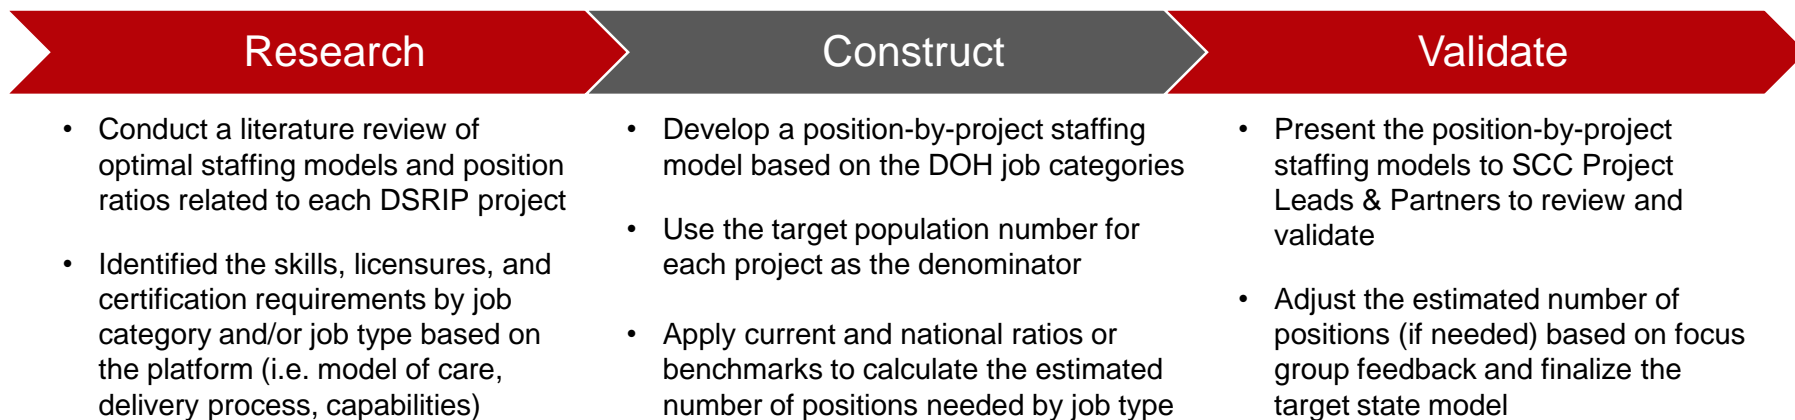 Research
• Conduct a literature review of
optimal staffing models and position
ratios related to each DSRIP project
• Identified the skills, licensures, and
certification requirements by job
category and/or job type based on
the platform (i.e. model of care,
delivery process, capabilities)
Construct
• Develop a position-by-project staffing
model based on the DOH job categories
• Use the target population number for
each project as the denominator
• Apply current and national ratios or
benchmarks to calculate the estimated
number of positions needed by job type
Validate
• Present the position-by-project
staffing models to SCC Project
Leads & Partners to review and
validate
• Adjust the estimated number of
positions (if needed) based on focus
group feedback and finalize the
target state model